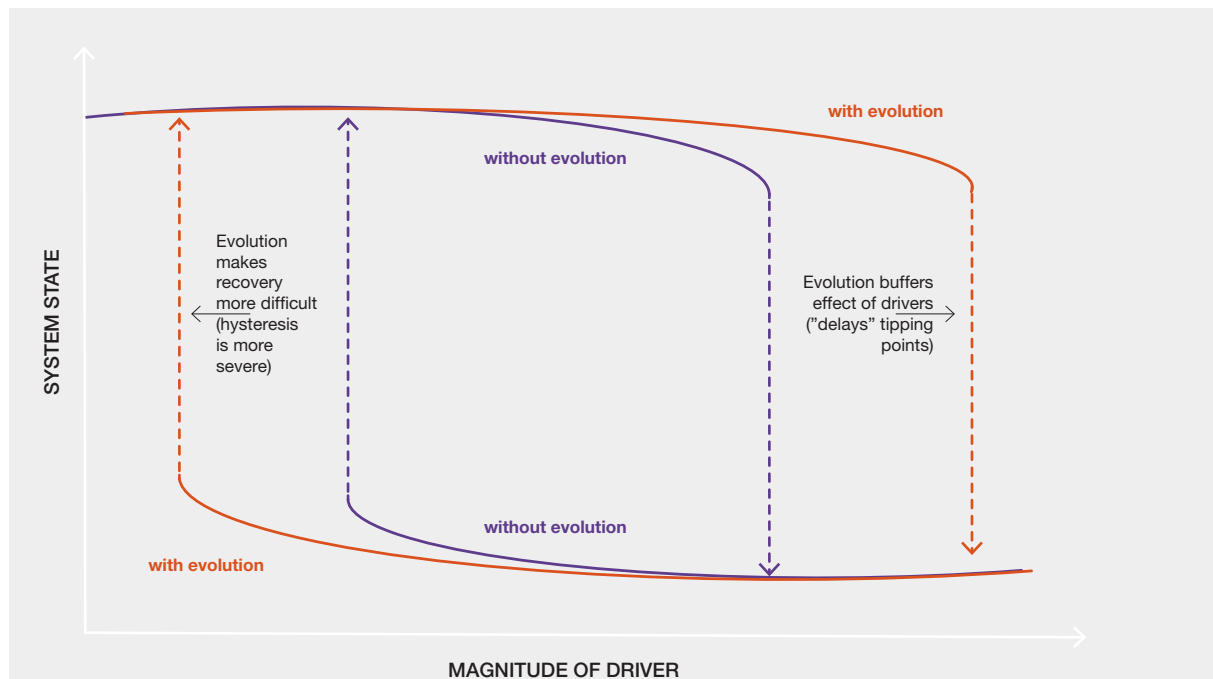 with evolution
without evolution
Evolution
makes
recovery
more difficult
(hysteresis
is more
severe)
Evolution buffers
effect of drivers
("delays" tipping
points)
SYSTEM STATE
without evolution
with evolution
MAGNITUDE OF DRIVER